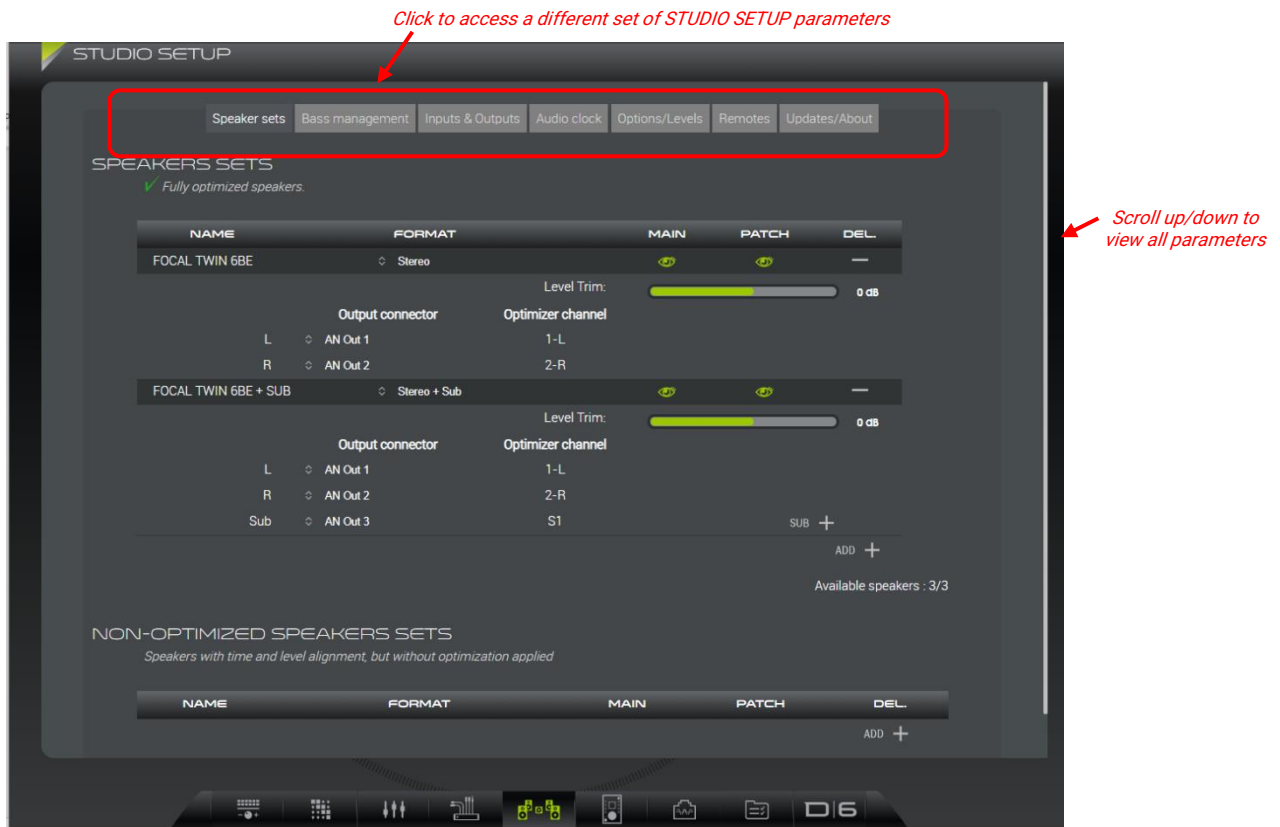 Click to access a different set of STUDIO SETUP parameters
STUDIO SETUP
Speaker sets Bass management Inputs & Outputs Audio clock Options/Levels Remotes Updates/About
SPEAKERS SETS
Fully optimized speakers.
Scroll up/down to
view all parameters
NAME FORMAT MAIN PATCH DEL.
FOCAL TWIN 6BE Stereo
Level Trim: 0 dB
Output connector Optimizer channel
L AN Out 1 1-L
R AN Out 2 2-R
FOCAL TWIN 6BE + SUB Stereo + Sub
Level Trim: 0 dB
Output connector Optimizer channel
L AN Out 1 1-L
R AN Out 2 2-R
Sub AN Out 3 S1 SUB +
ADD +
Available speakers : 3/3
NON-OPTIMIZED SPEAKERS SETS
Speakers with time and level alignment, but without optimization applied
NAME FORMAT MAIN PATCH DEL.
ADD +
D|6